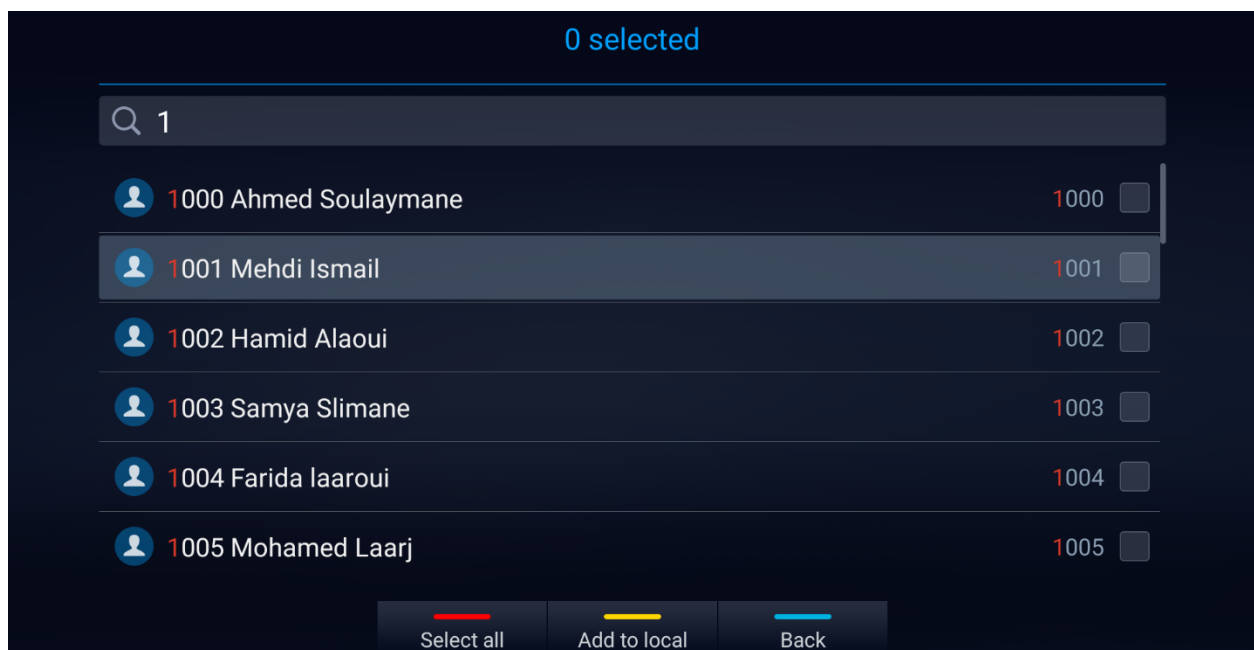 0 selected
1
1000 Ahmed Soulaymane 1000
1001 Mehdi Ismail 1001
1002 Hamid Alaoui 1002
1003 Samya Slimane 1003
1004 Farida laaroui 1004
1005 Mohamed Laarj 1005
Select all Add to local Back